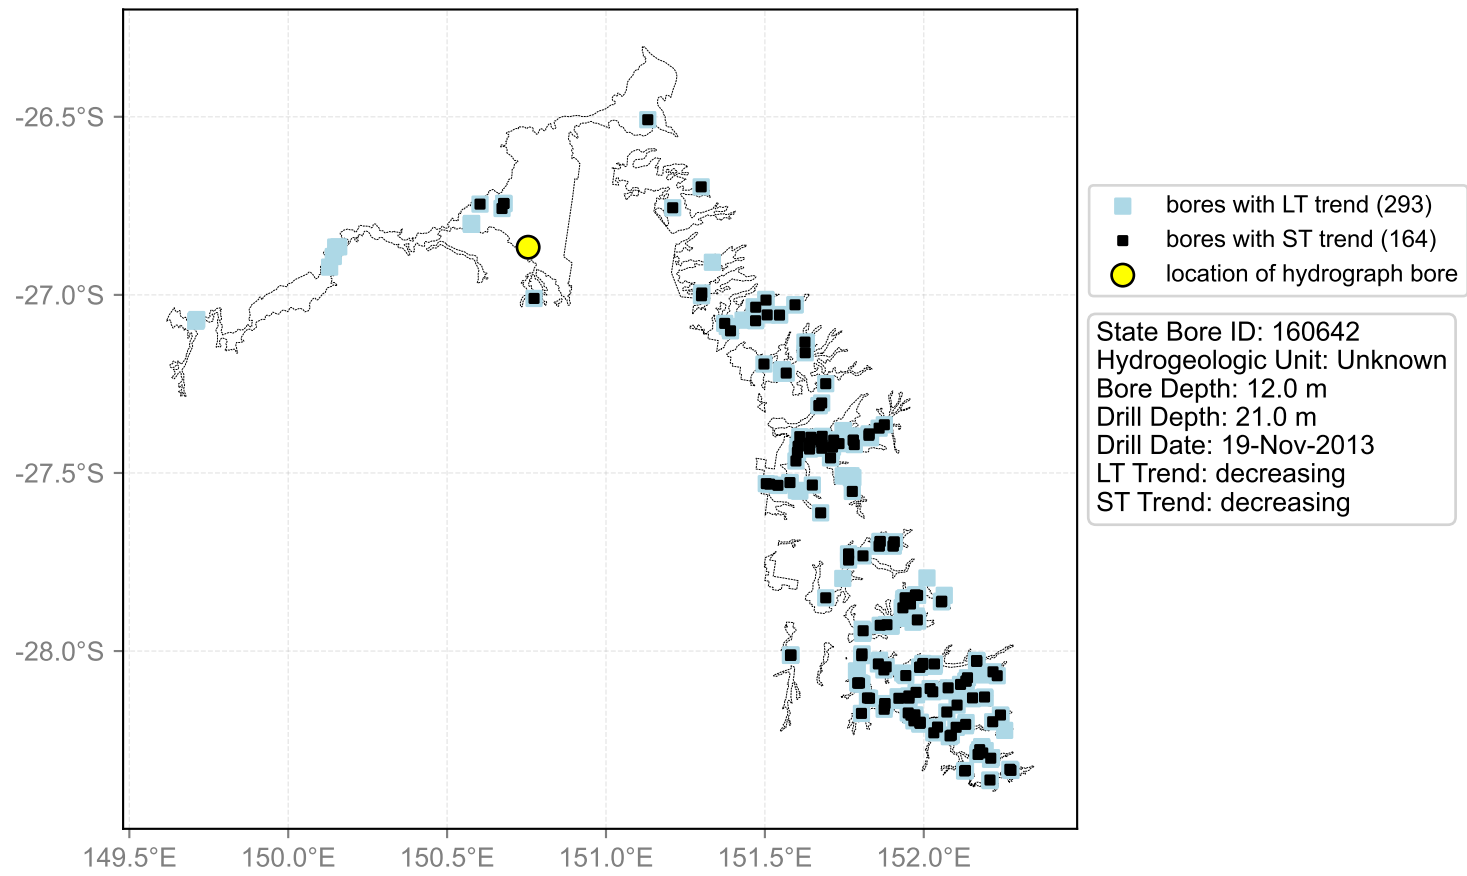 -26.5°S
-27.0°S
-27.5°S
-28.0°S
149.5°E
150.0°E
150.5°E
151.0°E
151.5°E
152.0°E
bores with LT trend (293)
bores with ST trend (164)
location of hydrograph bore
State Bore ID: 160642
Hydrogeologic Unit: Unknown
Bore Depth: 12.0 m
Drill Depth: 21.0 m
Drill Date: 19-Nov-2013
LT Trend: decreasing
ST Trend: decreasing